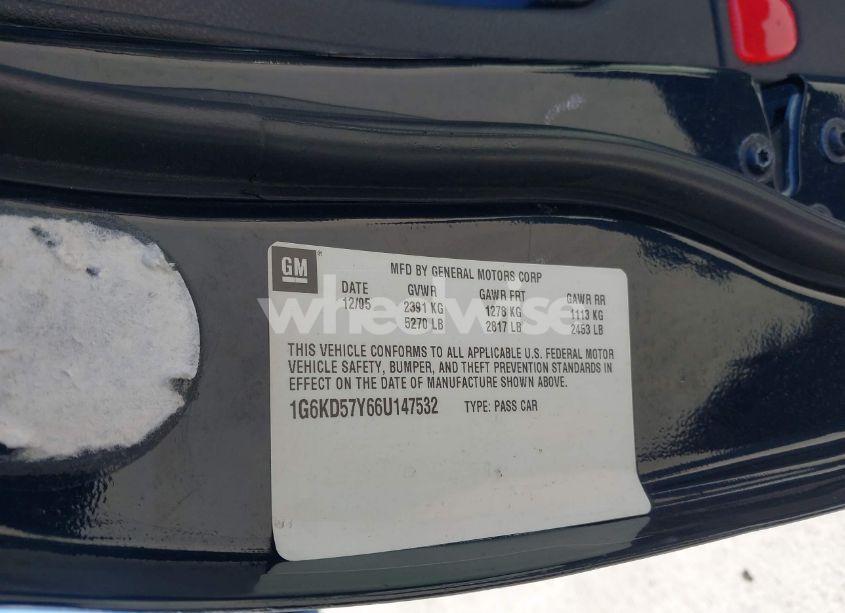 GM
MFD BY GENERAL MOTORS CORP
DATE GVWR GAWR FRT GAWR RR
12/05 2391 KG 1278 KG 1113 KG
5270 LB 2817 LB 2453 LB
wheelwise
THIS VEHICLE CONFORMS TO ALL APPLICABLE U.S. FEDERAL MOTOR
VEHICLE SAFETY, BUMPER, AND THEFT PREVENTION STANDARDS IN
EFFECT ON THE DATE OF MANUFACTURE SHOWN ABOVE.
1G6KD57Y66U147532 TYPE: PASS CAR